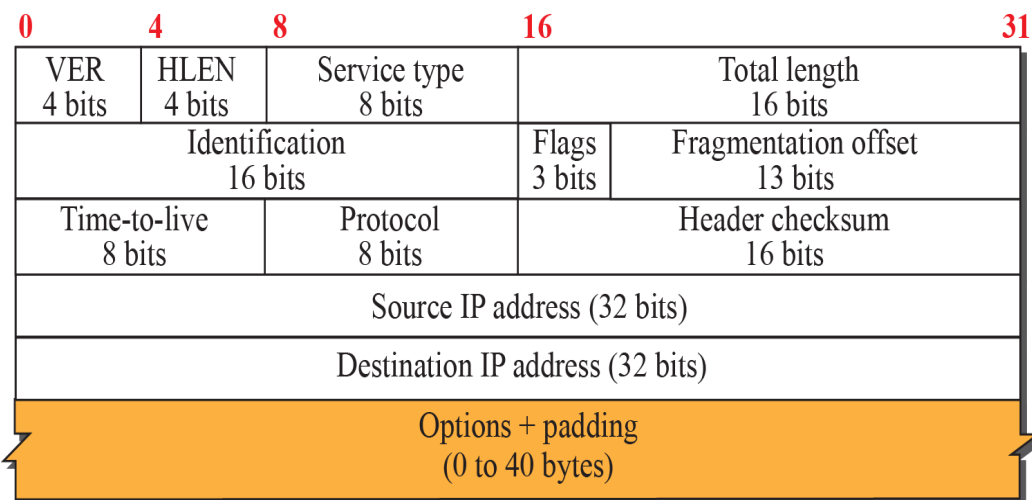 0 4 8 16 31
VER HLEN Service type Total length
4 bits 4 bits 8 bits 16 bits
Identification Flags Fragmentation offset
16 bits 3 bits 13 bits
Time-to-live Protocol Header checksum
8 bits 8 bits 16 bits
Source IP address (32 bits)
Destination IP address (32 bits)
Options + padding
(0 to 40 bytes)